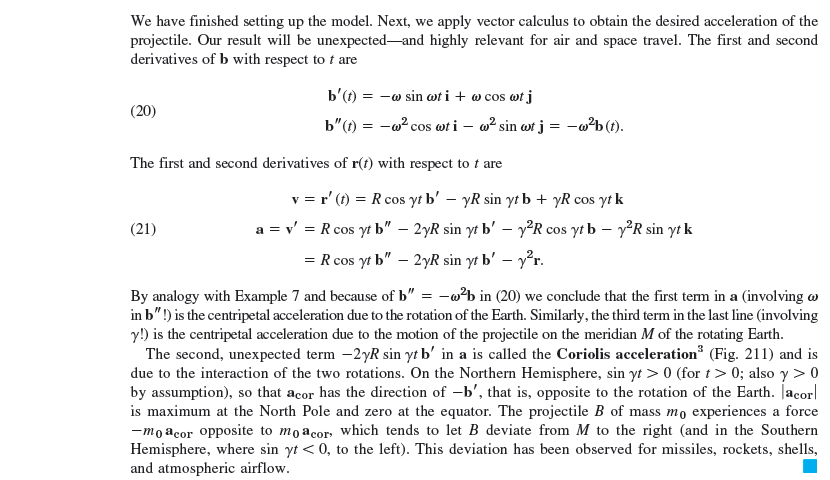 We have finished setting up the model. Next, we apply vector calculus to obtain the desired acceleration of the
projectile. Our result will be unexpected—and highly relevant for air and space travel. The first and second
derivatives of b with respect to t are
b′(t) = −ω sin ωt i + ω cos ωt j
(20)
b″(t) = −ω² cos ωt i − ω² sin ωt j = −ω²b(t).
The first and second derivatives of r(t) with respect to t are
v = r′ (t) = R cos γt b′ − γR sin γt b + γR cos γt k
(21) a = v′ = R cos γt b″ − 2γR sin γt b′ − γ²R cos γt b − γ²R sin γt k
= R cos γt b″ − 2γR sin γt b′ − γ²r.
By analogy with Example 7 and because of b″ = −ω²b in (20) we conclude that the first term in a (involving ω
in b″!) is the centripetal acceleration due to the rotation of the Earth. Similarly, the third term in the last line (involving
γ!) is the centripetal acceleration due to the motion of the projectile on the meridian M of the rotating Earth.
The second, unexpected term −2γR sin γt b′ in a is called the Coriolis acceleration³ (Fig. 211) and is
due to the interaction of the two rotations. On the Northern Hemisphere, sin γt > 0 (for t > 0; also γ > 0
by assumption), so that a_cor has the direction of −b′, that is, opposite to the rotation of the Earth. |a_cor|
is maximum at the North Pole and zero at the equator. The projectile B of mass m₀ experiences a force
−m₀ a_cor opposite to m₀ a_cor, which tends to let B deviate from M to the right (and in the Southern
Hemisphere, where sin γt < 0, to the left). This deviation has been observed for missiles, rockets, shells,
and atmospheric airflow.